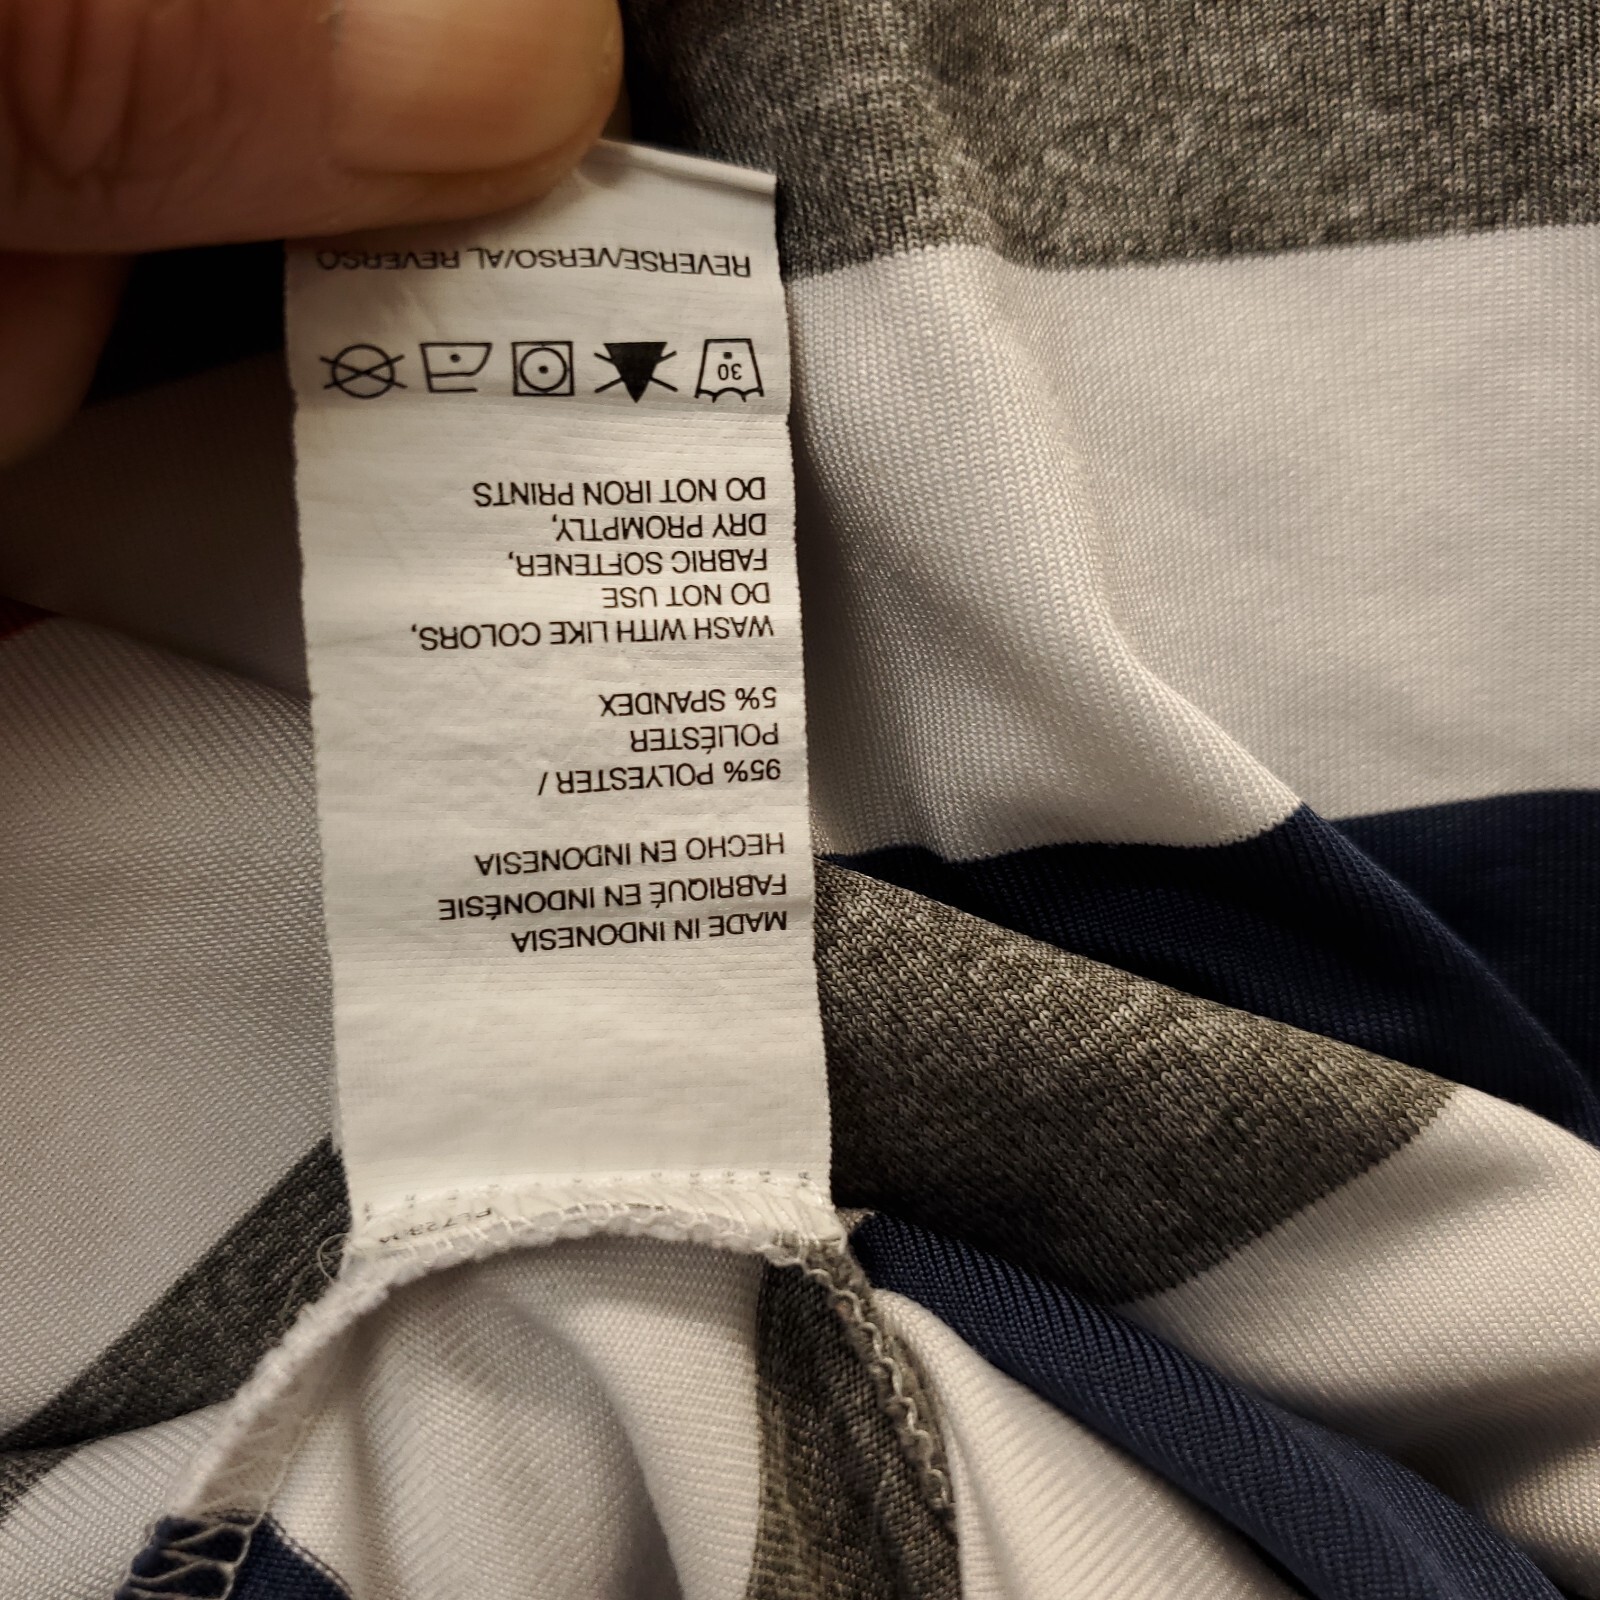 MADE IN INDONESIA
FABRIQUÉ EN INDONÉSIE
HECHO EN INDONESIA
95% POLYESTER /
POLIÉSTER
5% SPANDEX
WASH WITH LIKE COLORS,
DO NOT USE
FABRIC SOFTENER,
DRY PROMPTLY,
DO NOT IRON PRINTS
30
REVERSE/VERSO/AL REVERSO